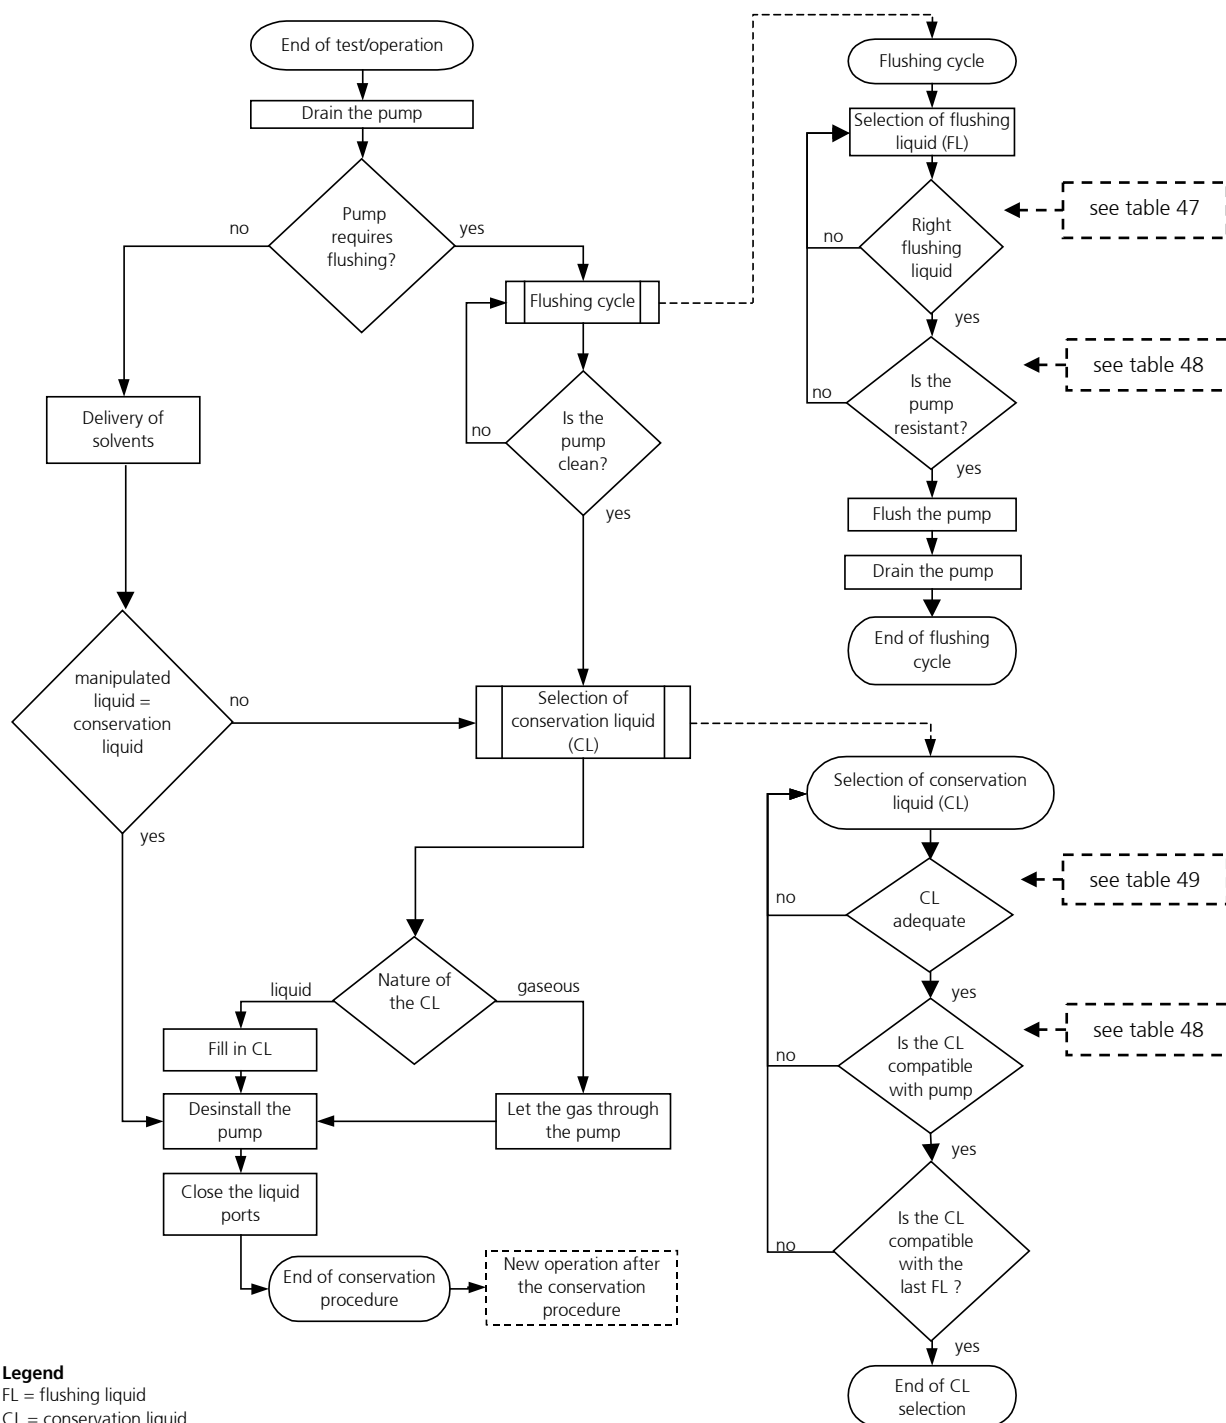 End of test/operation
Drain the pump
Pump
requires
flushing?
no
yes
Flushing cycle
Is the
pump
clean?
no
yes
Delivery of
solvents
manipulated
liquid =
conservation
liquid
no
yes
Selection of
conservation liquid
(CL)
Nature of
the CL
liquid
gaseous
Fill in CL
Desinstall the
pump
Let the gas through
the pump
Close the liquid
ports
End of conservation
procedure
New operation after
the conservation
procedure
Flushing cycle
Selection of flushing
liquid (FL)
Right
flushing
liquid
no
yes
see table 47
Is the
pump
resistant?
no
yes
see table 48
Flush the pump
Drain the pump
End of flushing
cycle
Selection of conservation
liquid (CL)
CL
adequate
no
yes
see table 49
Is the CL
compatible
with pump
no
yes
see table 48
Is the CL
compatible
with the
last FL ?
no
yes
End of CL
selection
Legend
FL = flushing liquid
CL = conservation liquid